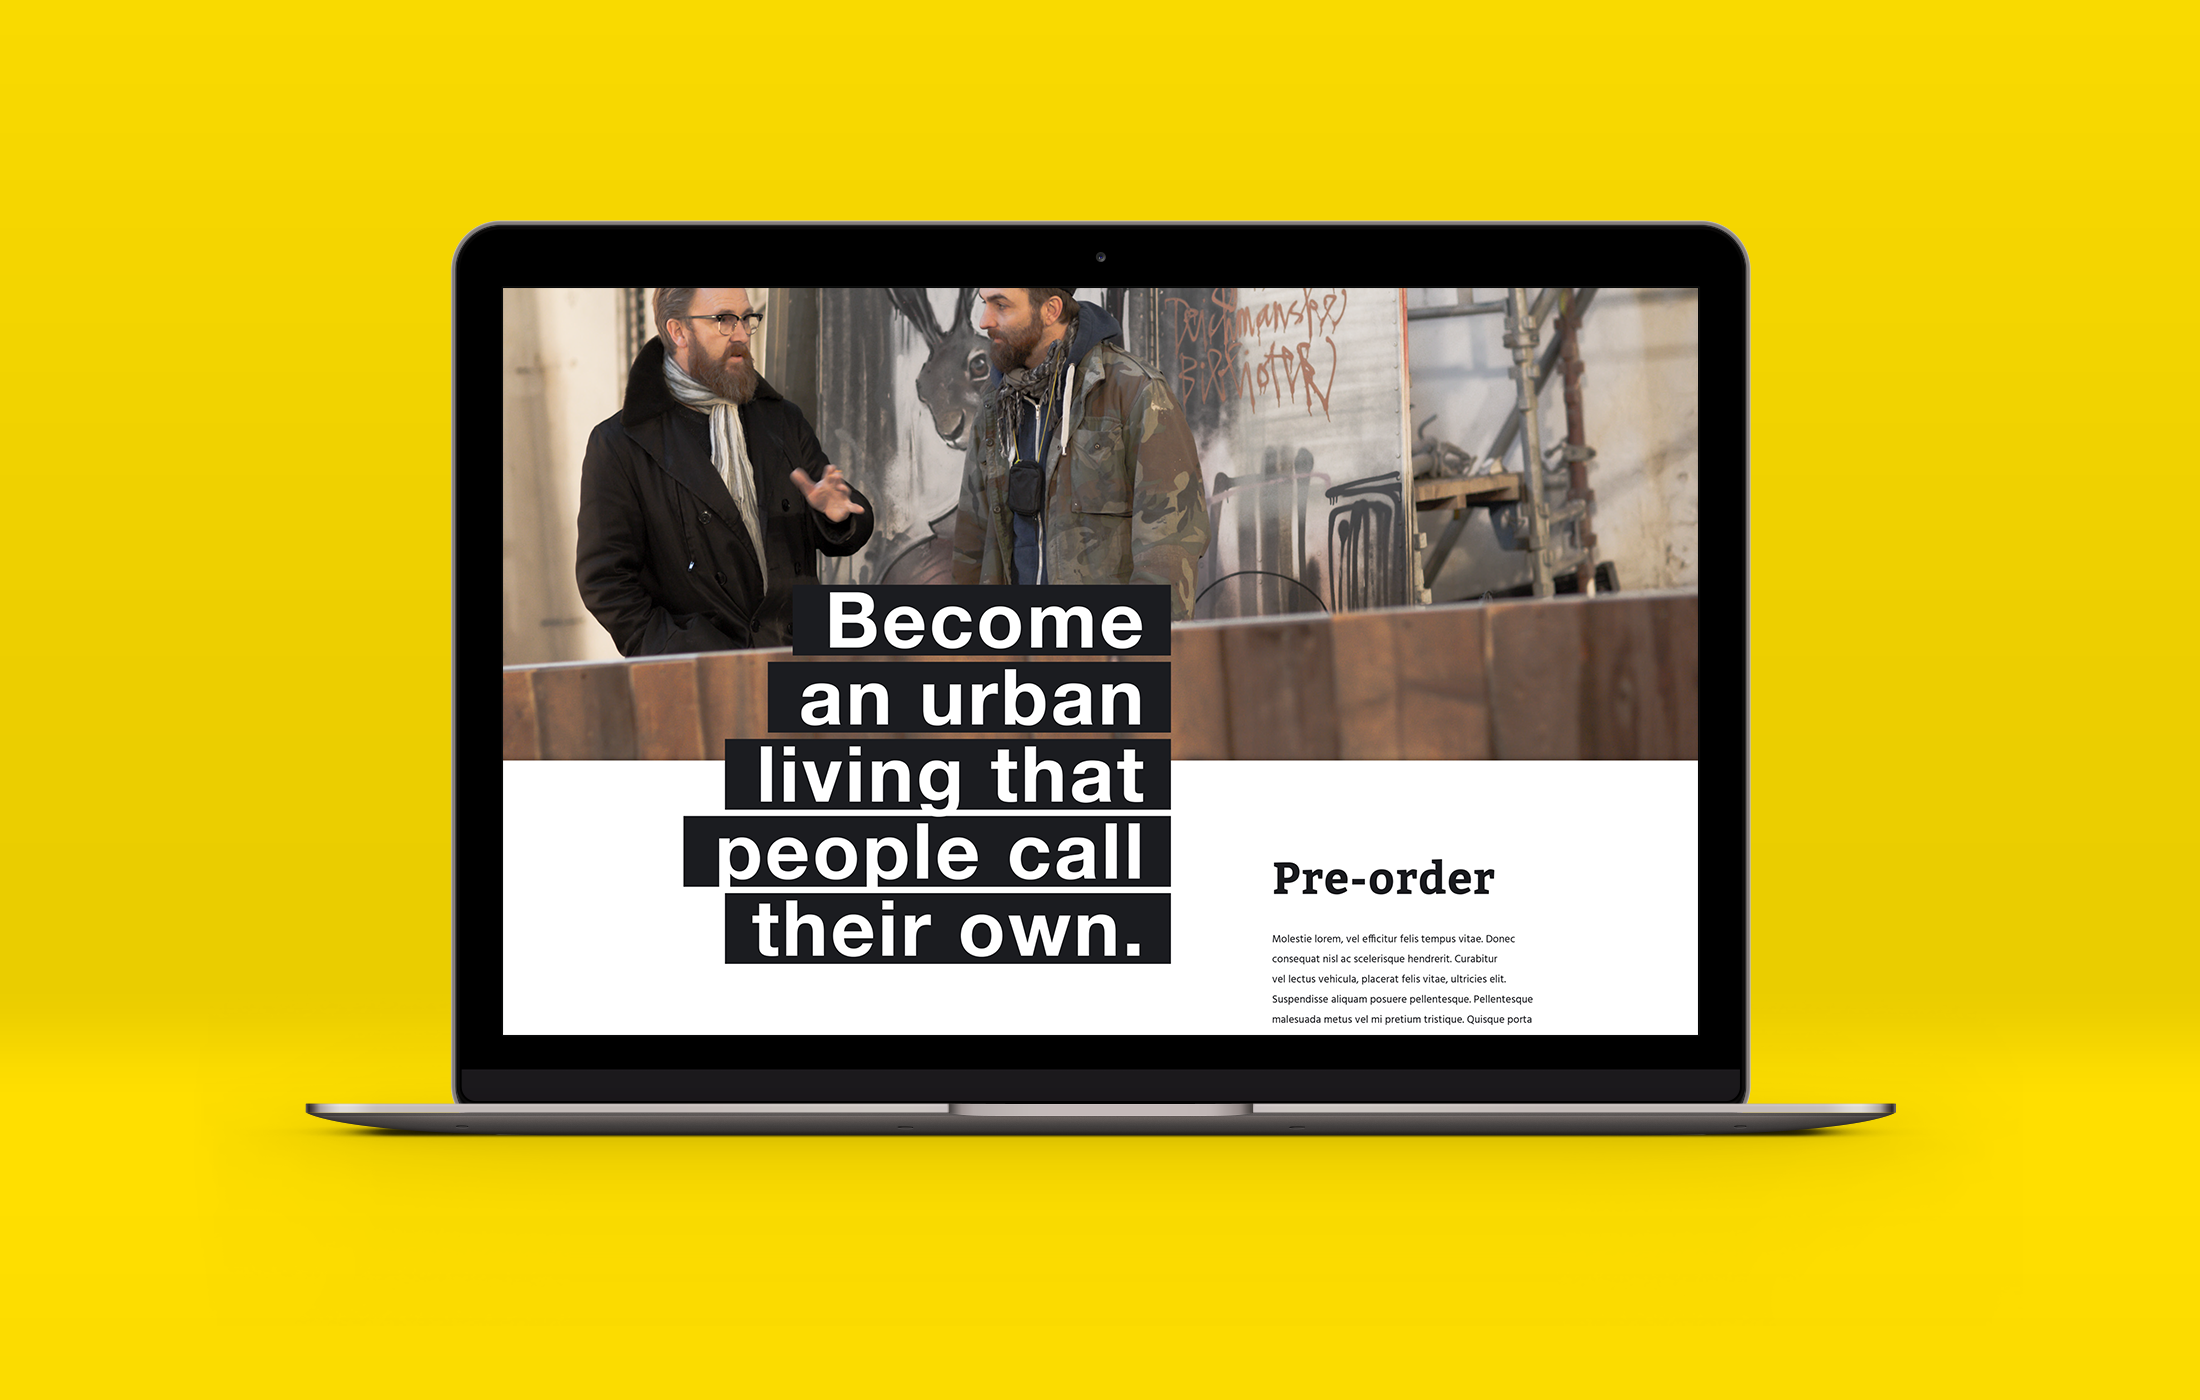 Deichmanske
BiBlioteK
Become
an urban
living that
people call
their own.
Pre-order
Molestie lorem, vel efficitur felis tempus vitae. Donec
consequat nisl ac scelerisque hendrerit. Curabitur
vel lectus vehicula, placerat felis vitae, ultricies elit.
Suspendisse aliquam posuere pellentesque. Pellentesque
malesuada metus vel mi pretium tristique. Quisque porta